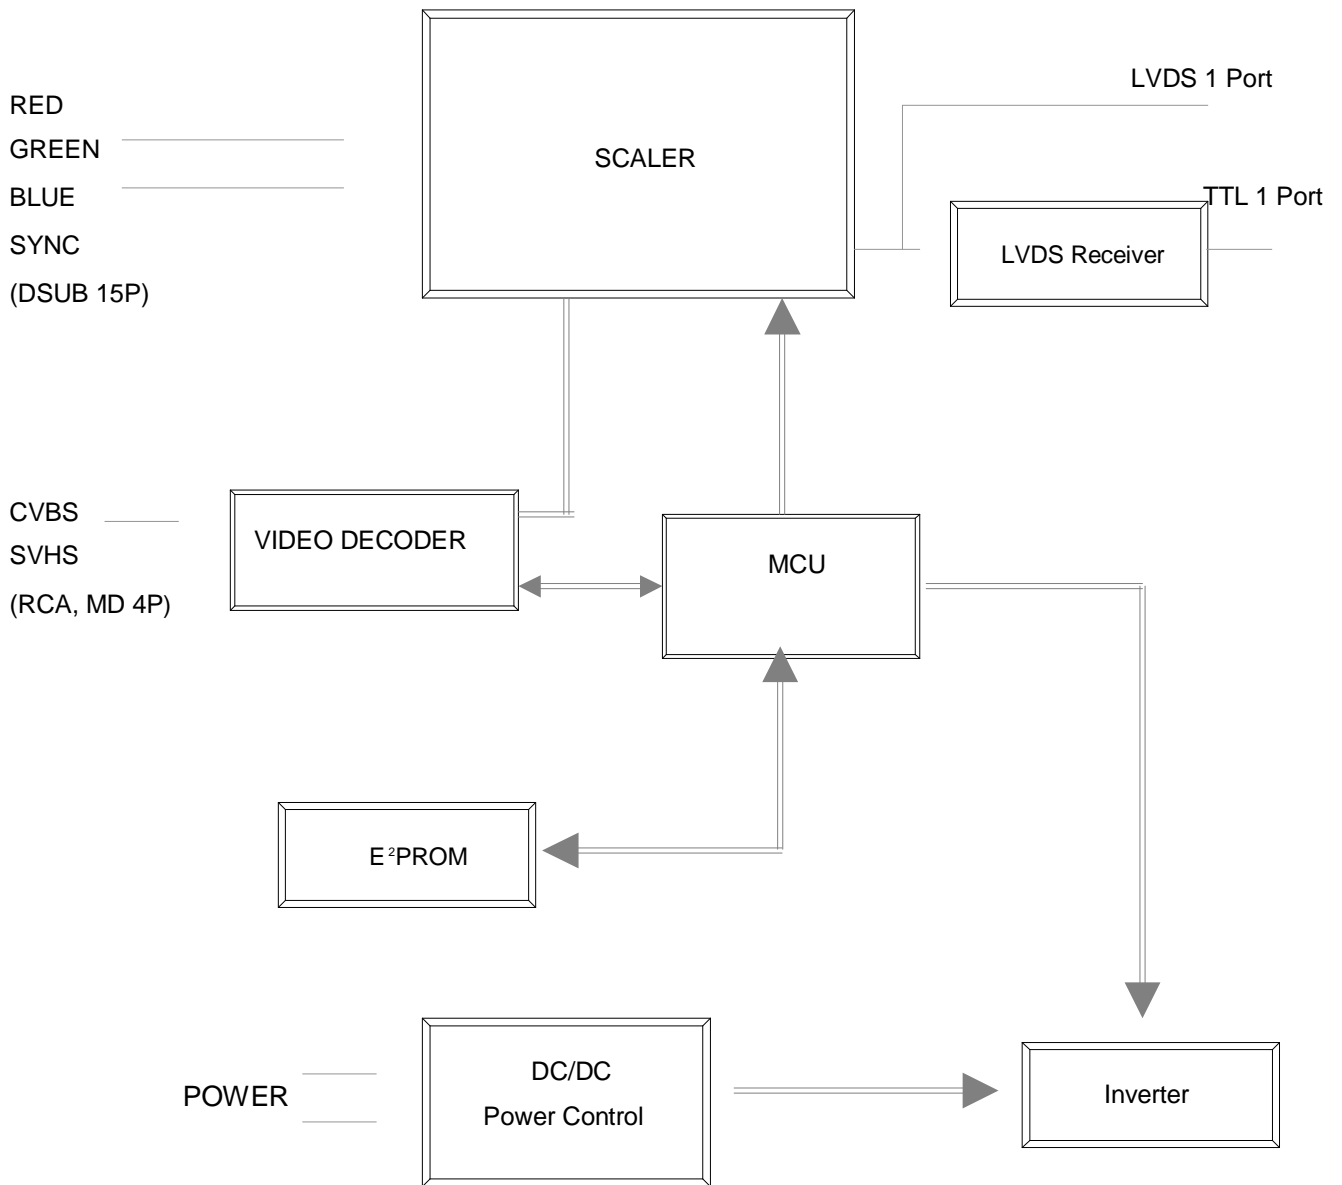 LVDS 1 Port
RED
GREEN
SCALER
BLUE
TTL 1 Port
SYNC
LVDS Receiver
(DSUB 15P)
CVBS
VIDEO DECODER
SVHS
MCU
(RCA, MD 4P)
E²PROM
DC/DC
Power Control
POWER
Inverter